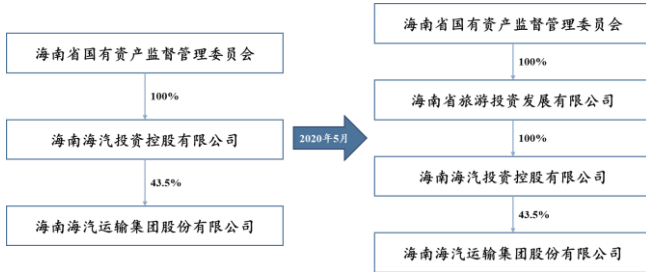 海南省国有资产监督管理委员会
100%
海南海汽投资控股有限公司
43.5%
海南海汽运输集团股份有限公司
2020年5月
海南省国有资产监督管理委员会
100%
海南省旅游投资发展有限公司
100%
海南海汽投资控股有限公司
43.5%
海南海汽运输集团股份有限公司